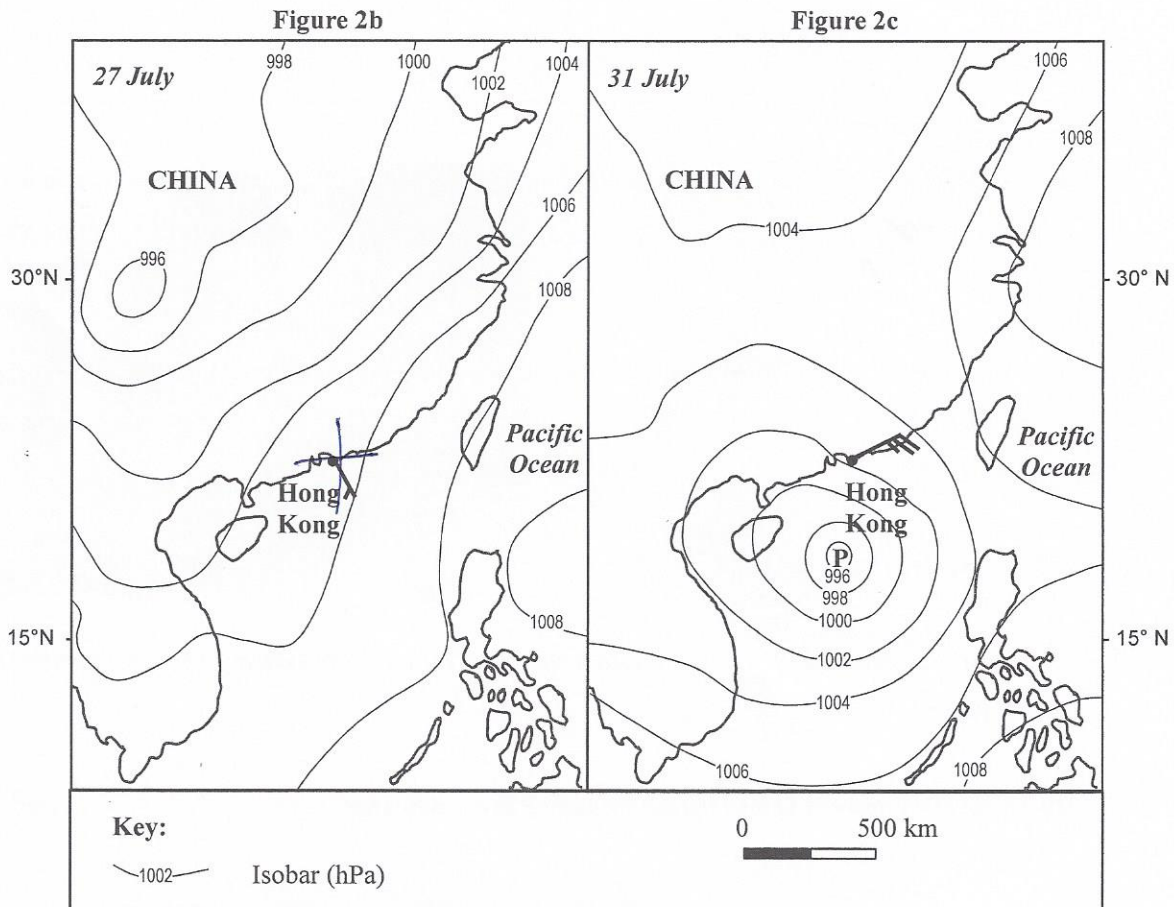 Figure 2b
Figure 2c
27 July
998
1000
1002
1004
CHINA
1006
996
30°N
1008
Pacific
Ocean
Hong
Kong
15°N
1008
31 July
1006
1008
CHINA
1004
30° N
Pacific
Ocean
Hong
Kong
P
996
998
1000
15° N
1002
1004
1006
1008
Key:
1002
Isobar (hPa)
0
500 km